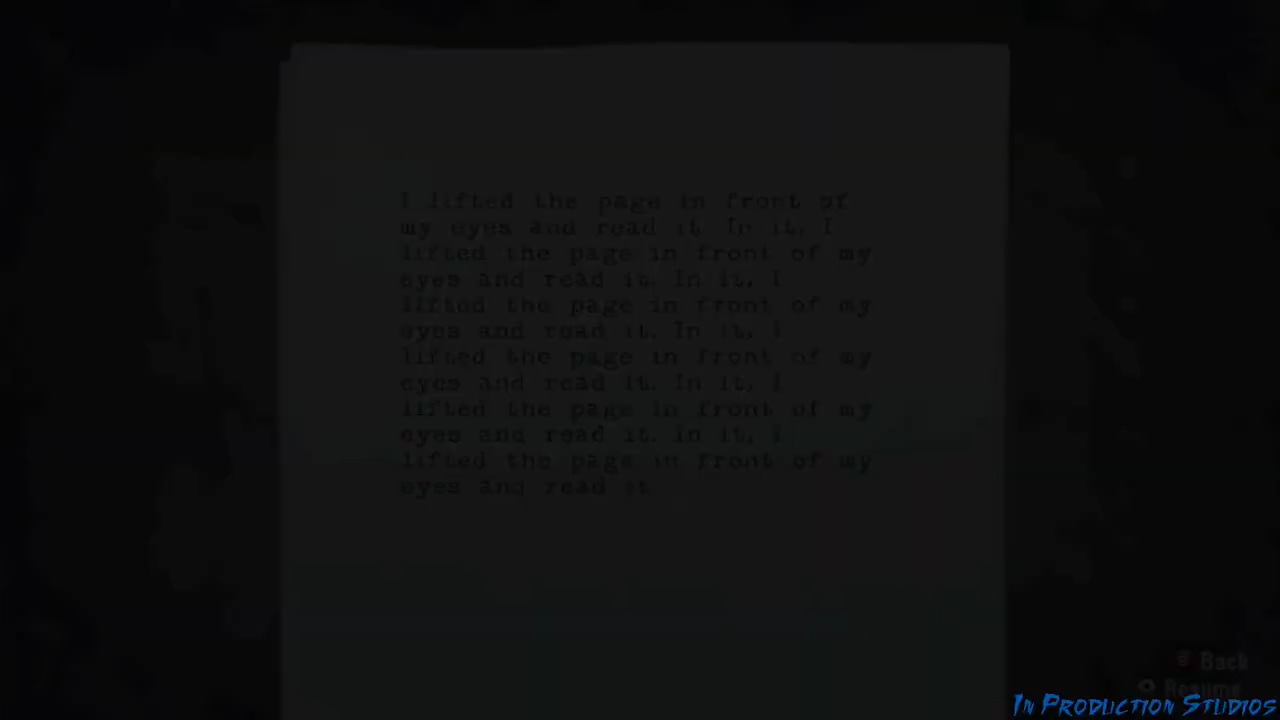 I lifted the page in front of
my eyes and read it. In it, I
lifted the page in front of my
eyes and read it. In it, I
lifted the page in front of my
eyes and read it. In it, I
lifted the page in front of my
eyes and read it. In it, I
lifted the page in front of my
eyes and read it. In it, I
lifted the page in front of my
eyes and read it
Back
Resume
In Production Studios